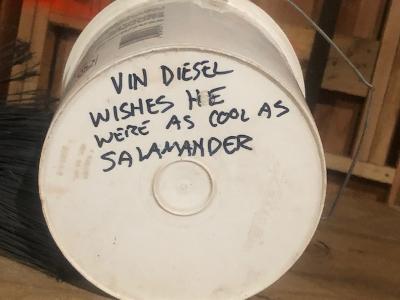 VIN DIESEL
WISHES HE
WERE AS COOL AS
SALAMANDER